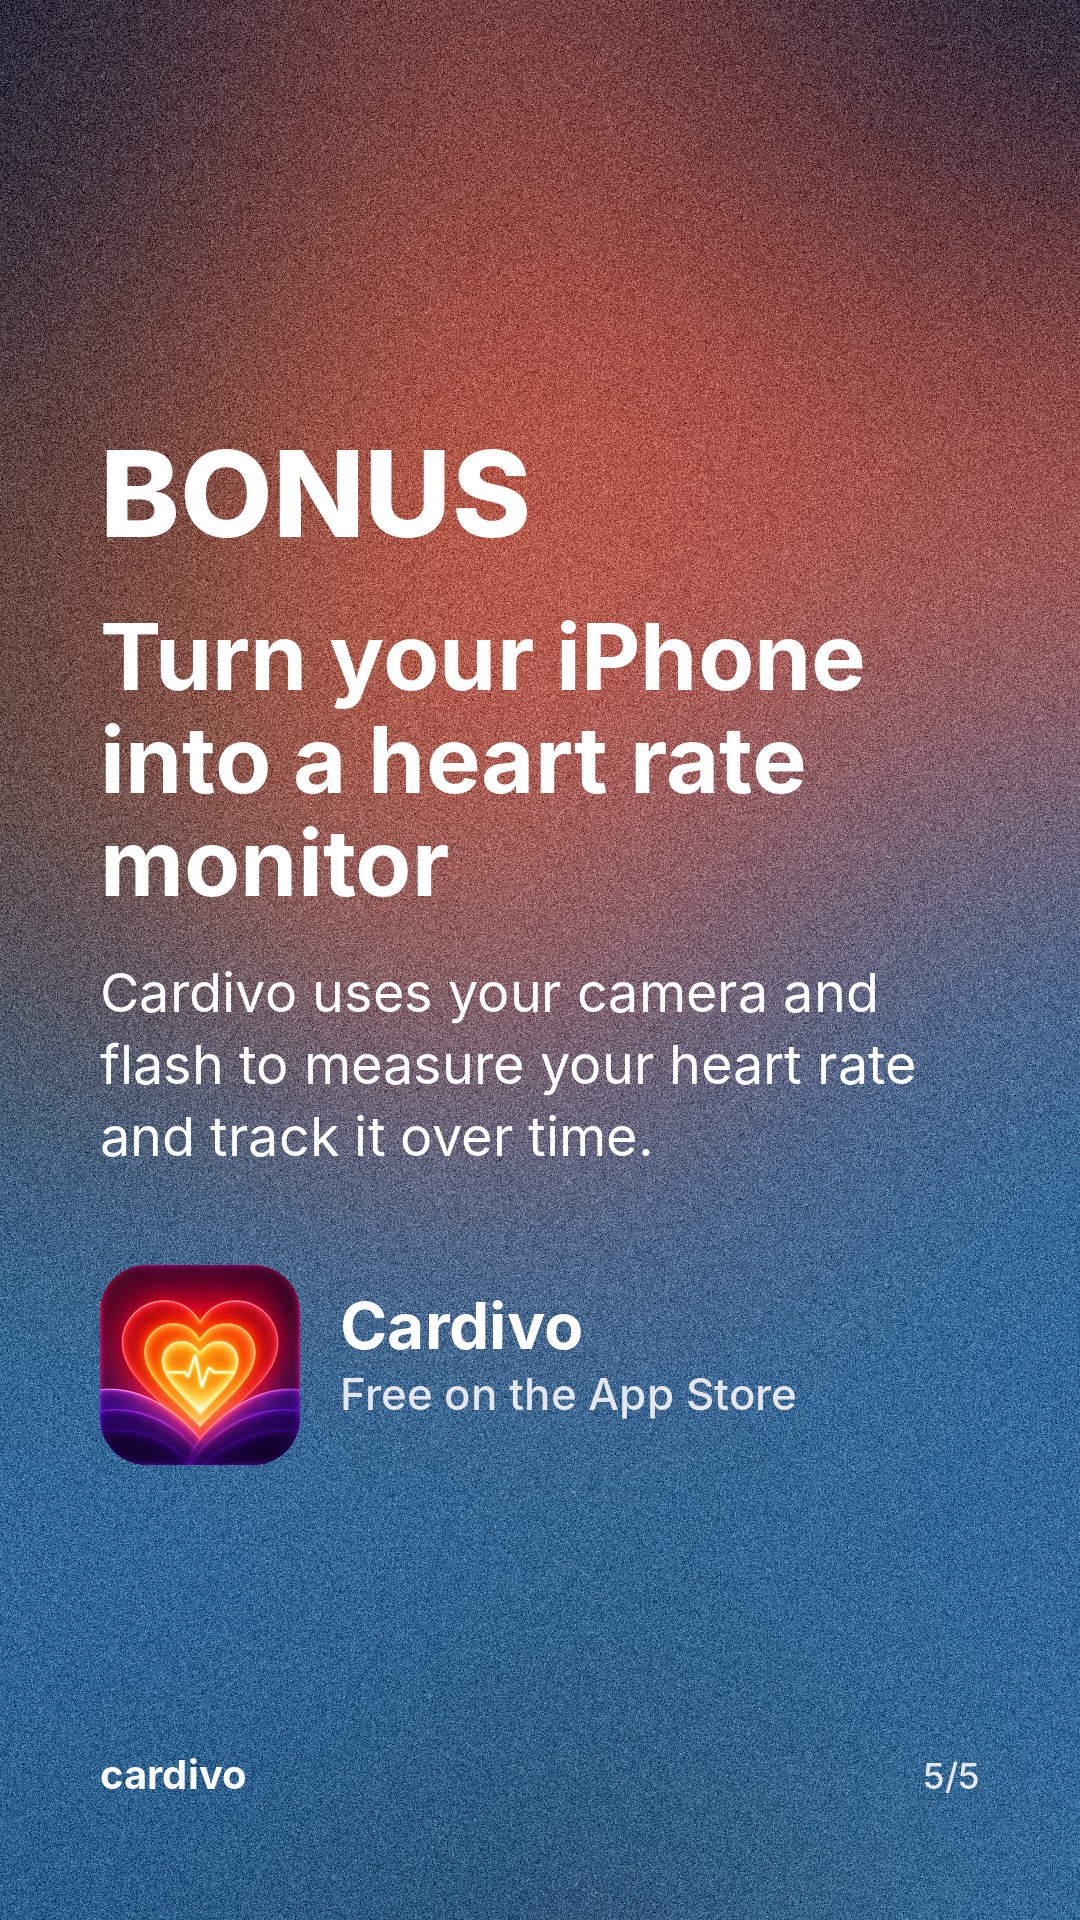 BONUS
Turn your iPhone
into a heart rate
monitor
Cardivo uses your camera and
flash to measure your heart rate
and track it over time.
Cardivo
Free on the App Store
cardivo
5/5